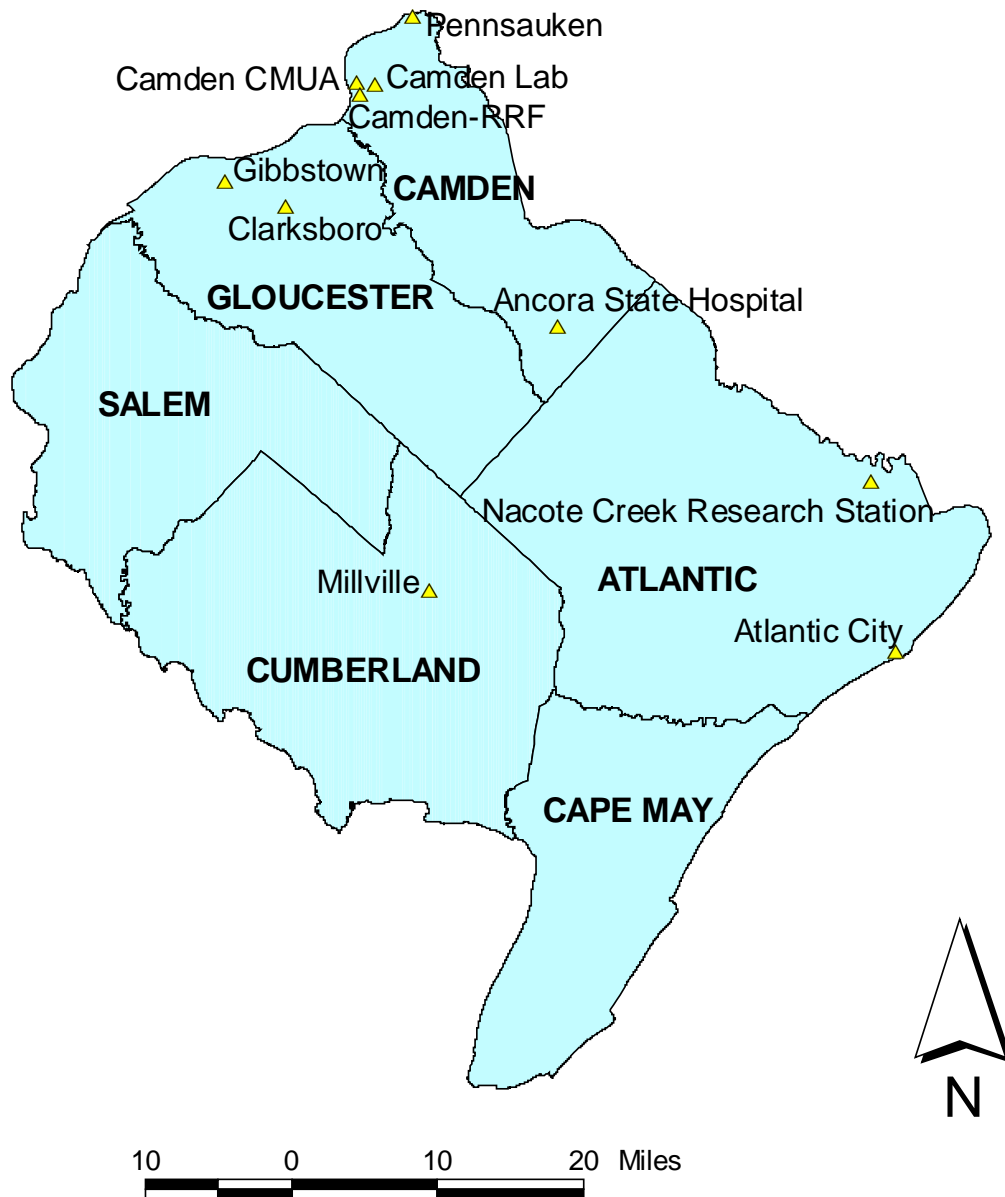 Pennsauken
Camden CMUA
Camden Lab
Camden-RRF
Gibbstown
CAMDEN
Clarksboro
GLOUCESTER
Ancora State Hospital
SALEM
Nacote Creek Research Station
Millville
ATLANTIC
Atlantic City
CUMBERLAND
CAPE MAY
N
10 0 10 20 Miles